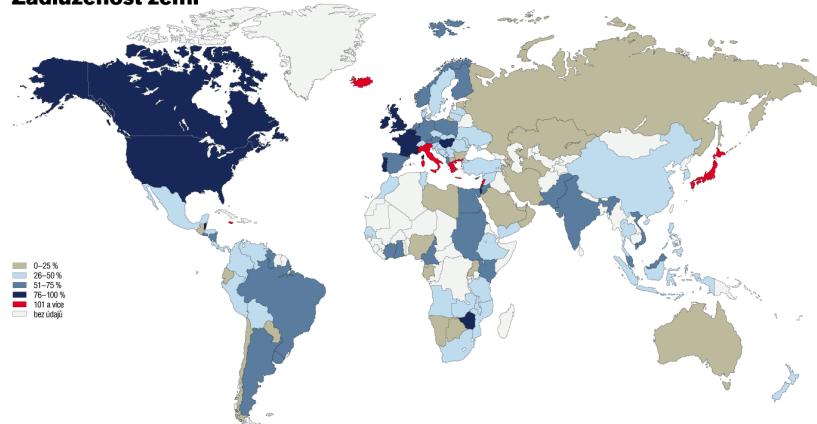 Zadluženost zemí
0–25 %
26–50 %
51–75 %
76–100 %
101 a více
bez údajů